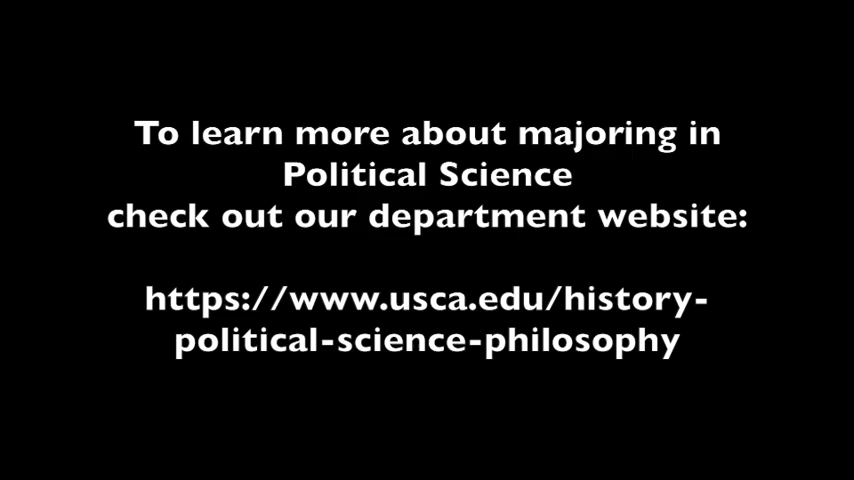 To learn more about majoring in
Political Science
check out our department website:
https://www.usca.edu/history-
political-science-philosophy